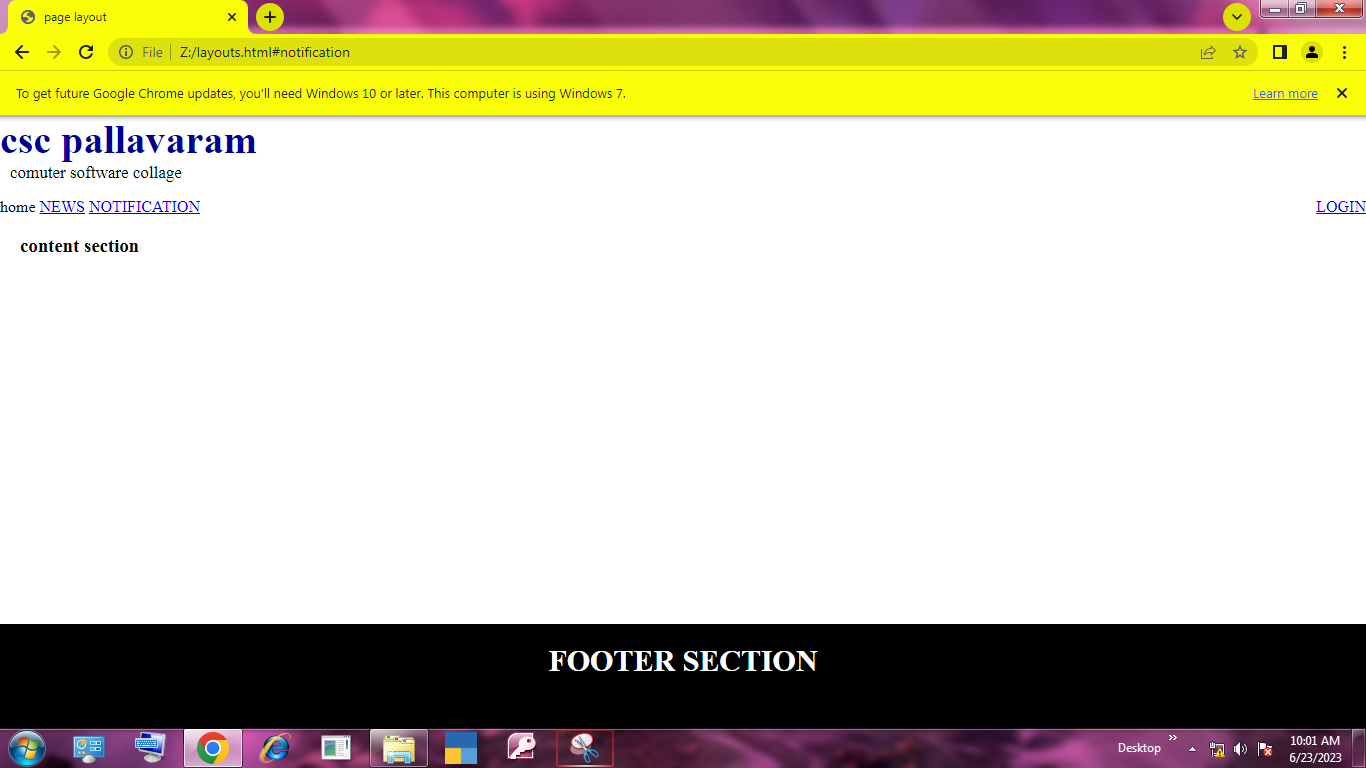 page layout
File Z:/layouts.html#notification
To get future Google Chrome updates, you'll need Windows 10 or later. This computer is using Windows 7. Learn more
csc pallavaram
comuter software collage
home NEWS NOTIFICATION LOGIN
content section
FOOTER SECTION
Desktop
10:01 AM
6/23/2023